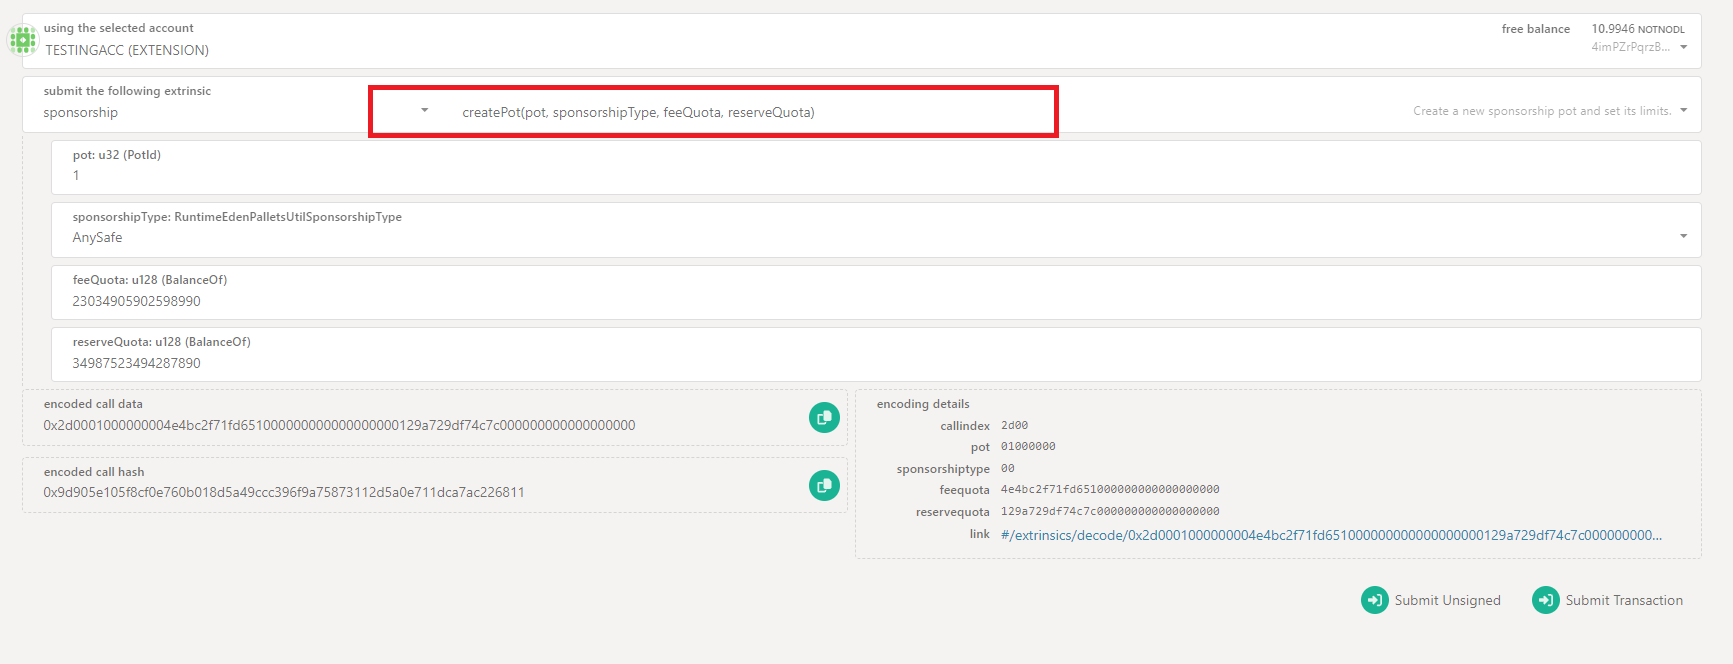 using the selected account
TESTINGACC (EXTENSION)
free balance 10.9946 NOTNODL
4imPZrPqrzB...
submit the following extrinsic
sponsorship
createPot(pot, sponsorshipType, feeQuota, reserveQuota)
Create a new sponsorship pot and set its limits.
pot: u32 (PotId)
1
sponsorshipType: RuntimeEdenPalletsUtilSponsorshipType
AnySafe
feeQuota: u128 (BalanceOf)
23034905902598990
reserveQuota: u128 (BalanceOf)
34987523494287890
encoded call data
0x2d0001000000004e4bc2f71fd651000000000000000000129a729df74c7c000000000000000000
encoded call hash
0x9d905e105f8cf0e760b018d5a49ccc396f9a75873112d5a0e711dca7ac226811
encoding details
callindex 2d00
pot 01000000
sponsorshiptype 00
feequota 4e4bc2f71fd651000000000000000000
reservequota 129a729df74c7c000000000000000000
link #/extrinsics/decode/0x2d0001000000004e4bc2f71fd651000000000000000000129a729df74c7c000000000...
Submit Unsigned
Submit Transaction